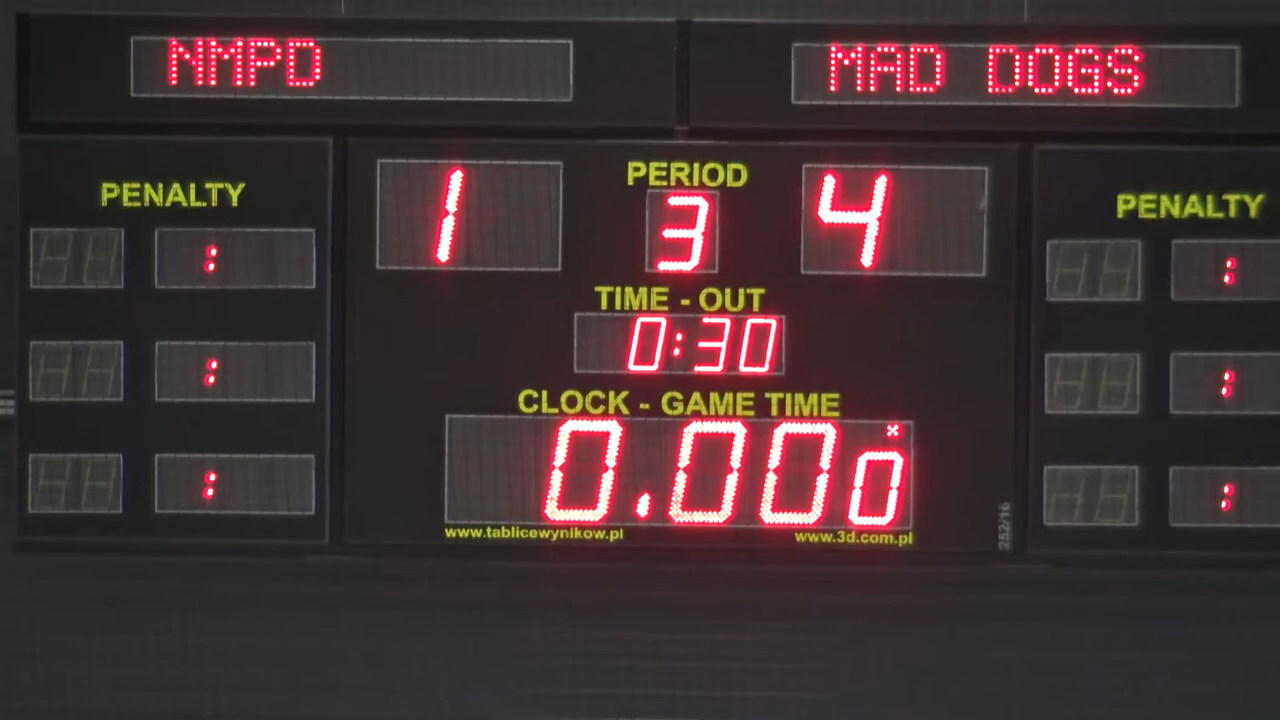 NMPD
MAD DOGS
PENALTY
:
:
:
1
PERIOD
3
4
TIME - OUT
0:30
CLOCK - GAME TIME
0.000
www.tablicewynikow.pl
www.3d.com.pl
252/16
PENALTY
:
:
: